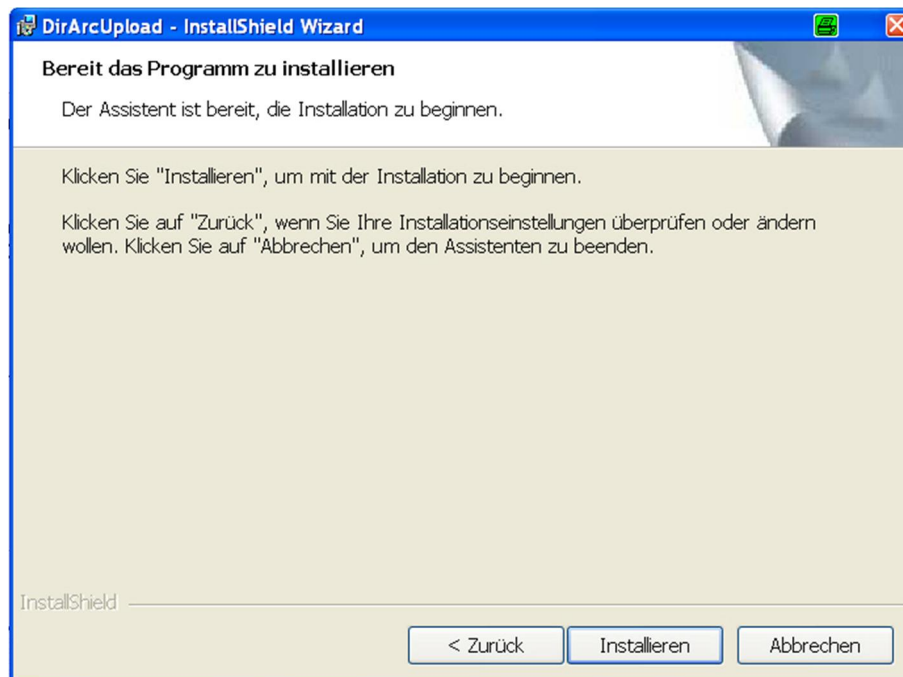 DirArcUpload - InstallShield Wizard
Bereit das Programm zu installieren
Der Assistent ist bereit, die Installation zu beginnen.
Klicken Sie "Installieren", um mit der Installation zu beginnen.
Klicken Sie auf "Zurück", wenn Sie Ihre Installationseinstellungen überprüfen oder ändern
wollen. Klicken Sie auf "Abbrechen", um den Assistenten zu beenden.
InstallShield
< Zurück
Installieren
Abbrechen